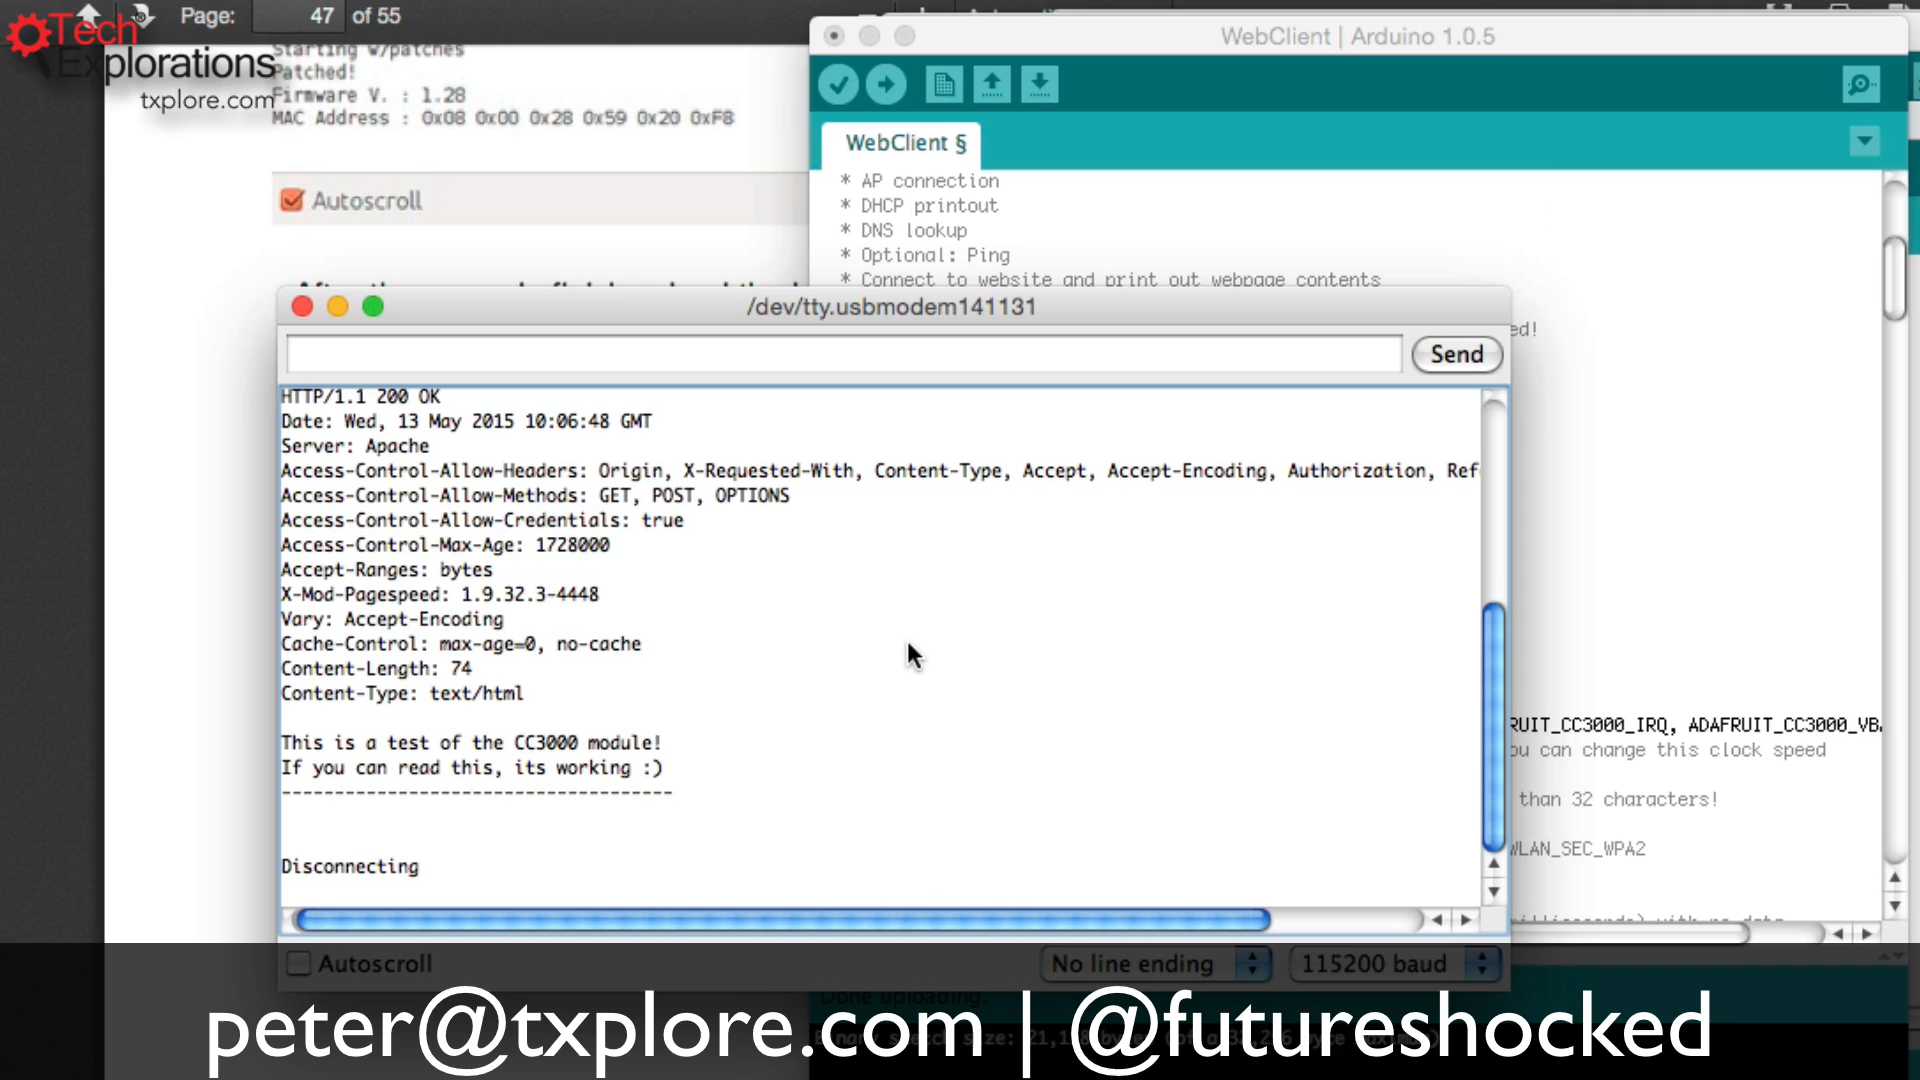 Page: 47 of 55
Tech
Explorations
txplore.com
Starting w/patches
Patched!
Firmware V. : 1.28
MAC Address : 0x08 0x00 0x28 0x59 0x20 0xF8
Autoscroll
WebClient | Arduino 1.0.5
WebClient §
* AP connection
* DHCP printout
* DNS lookup
* Optional: Ping
* Connect to website and print out webpage contents
ed!
/dev/tty.usbmodem141131
Send
HTTP/1.1 200 OK
Date: Wed, 13 May 2015 10:06:48 GMT
Server: Apache
Access-Control-Allow-Headers: Origin, X-Requested-With, Content-Type, Accept, Accept-Encoding, Authorization, Ref
Access-Control-Allow-Methods: GET, POST, OPTIONS
Access-Control-Allow-Credentials: true
Access-Control-Max-Age: 1728000
Accept-Ranges: bytes
X-Mod-Pagespeed: 1.9.32.3-4448
Vary: Accept-Encoding
Cache-Control: max-age=0, no-cache
Content-Length: 74
Content-Type: text/html
This is a test of the CC3000 module!
If you can read this, its working :)
-------------------------------------
Disconnecting
RUIT_CC3000_IRQ, ADAFRUIT_CC3000_VB
ou can change this clock speed
than 32 characters!
WLAN_SEC_WPA2
Autoscroll
No line ending
115200 baud
Done uploading.
peter@txplore.com | @futureshocked